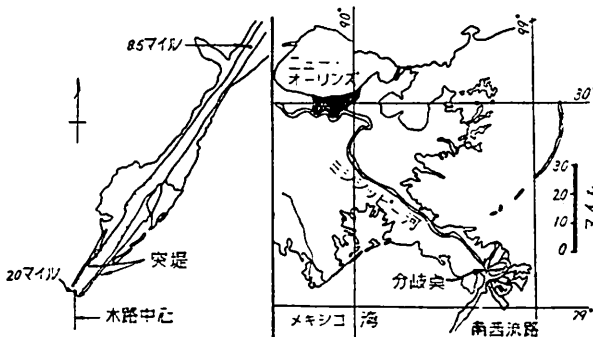 8.5マイル
20マイル
突堤
水路中心
90°
99°
ニュー・
オーリンズ
30°
ミシシッピー河
30
20
10
0
マイル
分岐点
29°
メキシコ 湾
南西流路